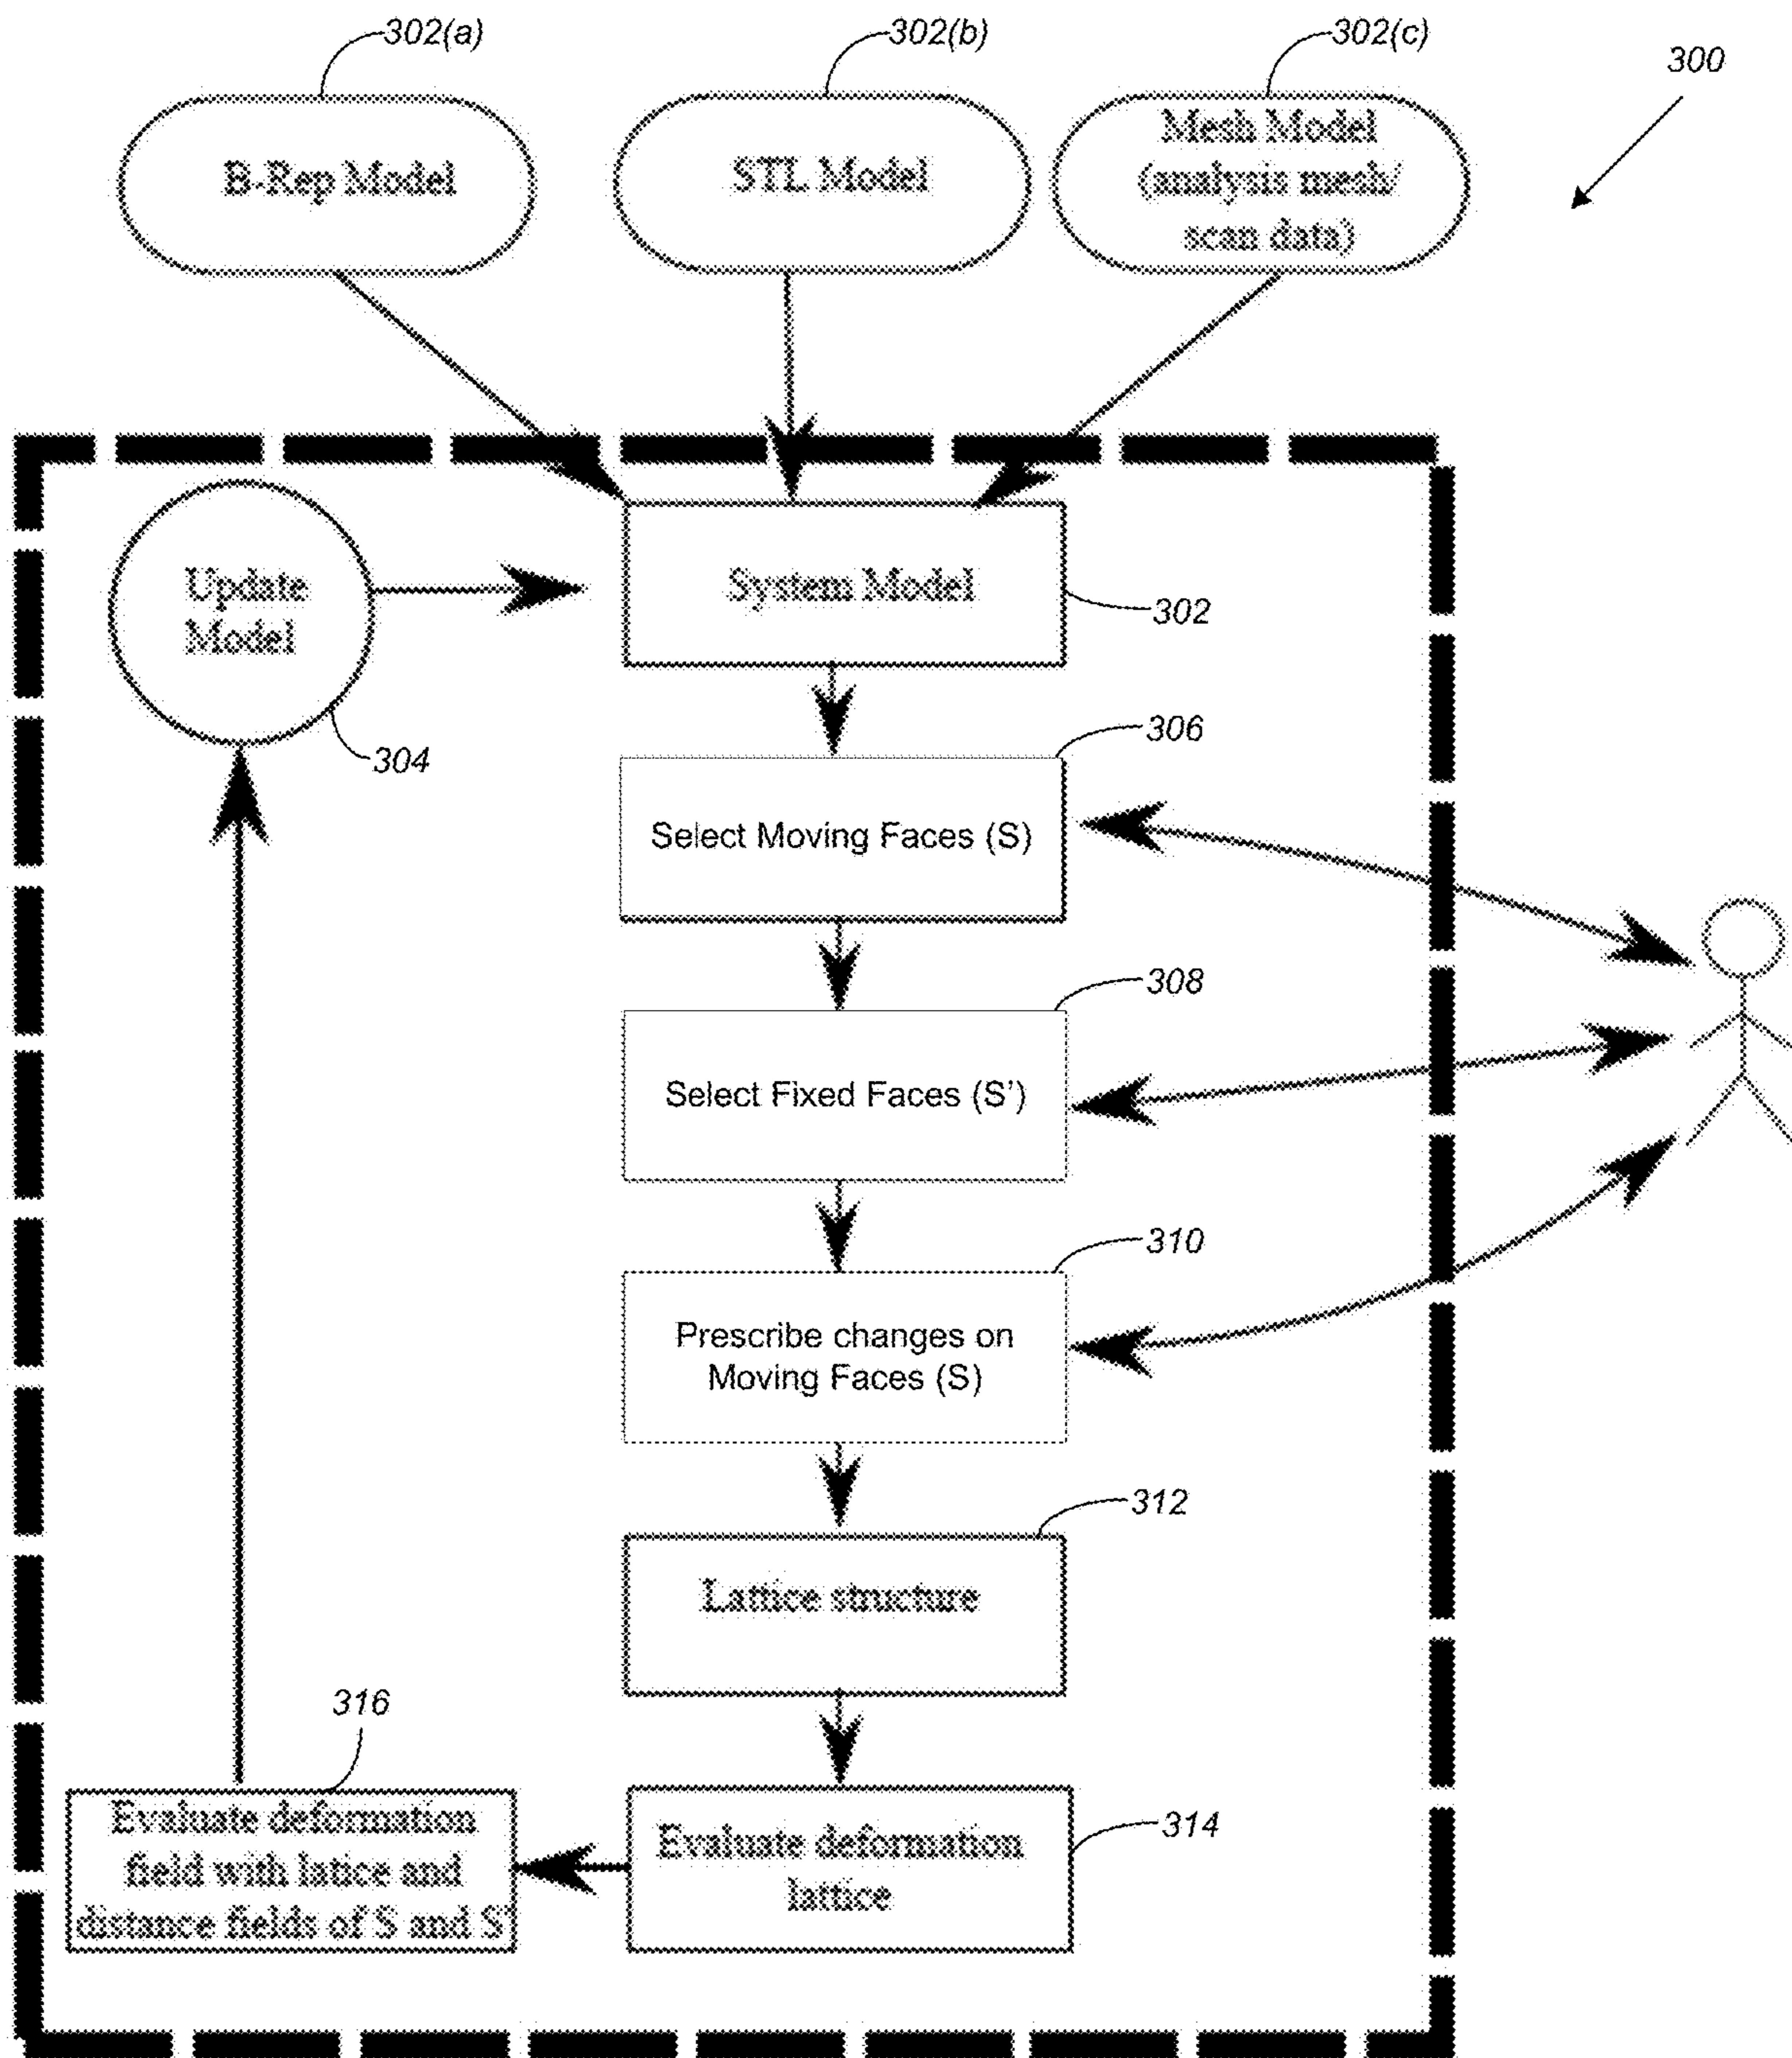 302(a)
302(b)
302(c)
300
B-Rep Model
STL Model
Mesh Model
(analysis mesh/
scan data)
Update
Model
304
System Model
302
306
Select Moving Faces (S)
308
Select Fixed Faces (S')
310
Prescribe changes on
Moving Faces (S)
312
Lattice structure
316
Evaluate deformation
field with latice and
distance fields of S and S'
Evaluate deformation
lattice
314